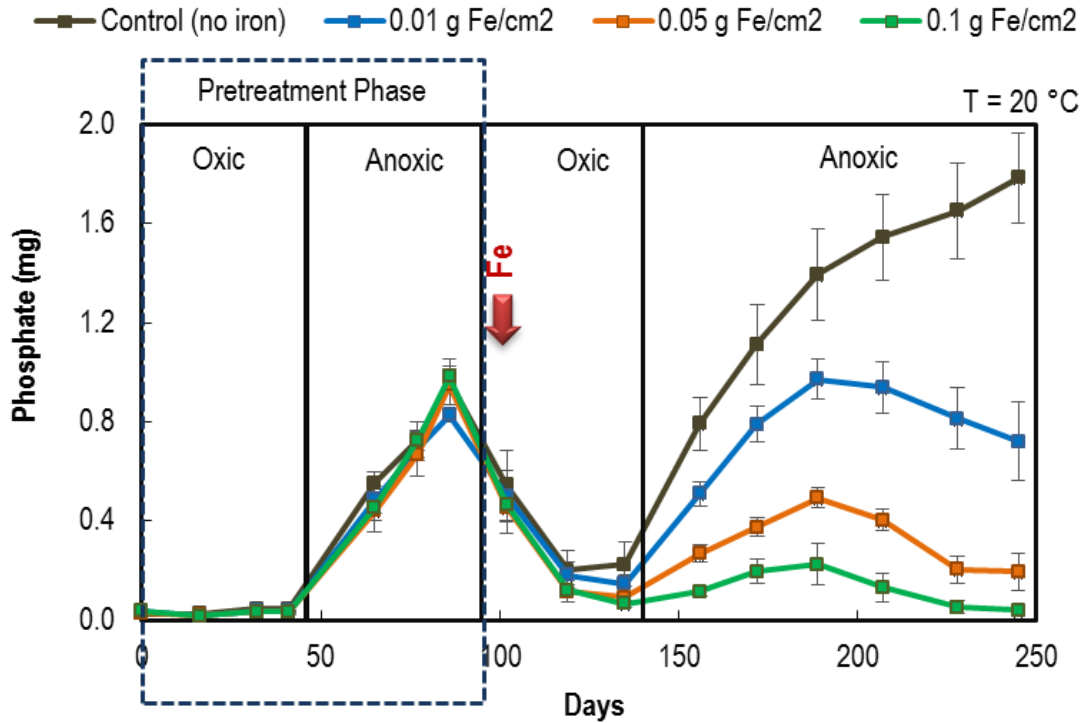 Control (no iron) 0.01 g Fe/cm2 0.05 g Fe/cm2 0.1 g Fe/cm2
Pretreatment Phase
T = 20 °C
Oxic Anoxic Oxic Anoxic
Fe
Phosphate (mg)
2.0
1.6
1.2
0.8
0.4
0.0
0 50 100 150 200 250
Days